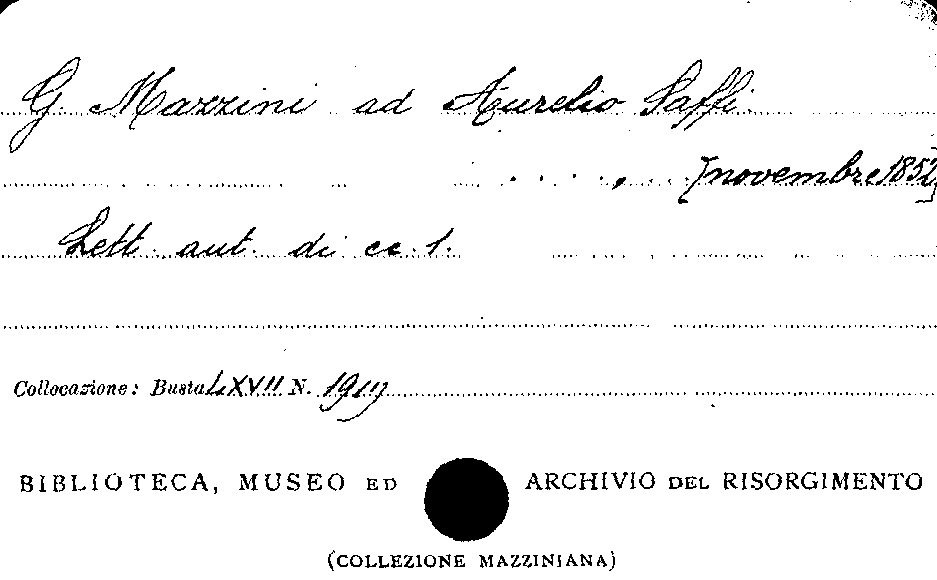 G. Mazzini ad Aurelio Saffi.
[novembre 1852]
Lett. aut. di cc. 1.
Collocazione: Busta LXVII N.
BIBLIOTECA, MUSEO ED ARCHIVIO DEL RISORGIMENTO
(COLLEZIONE MAZZINIANA)